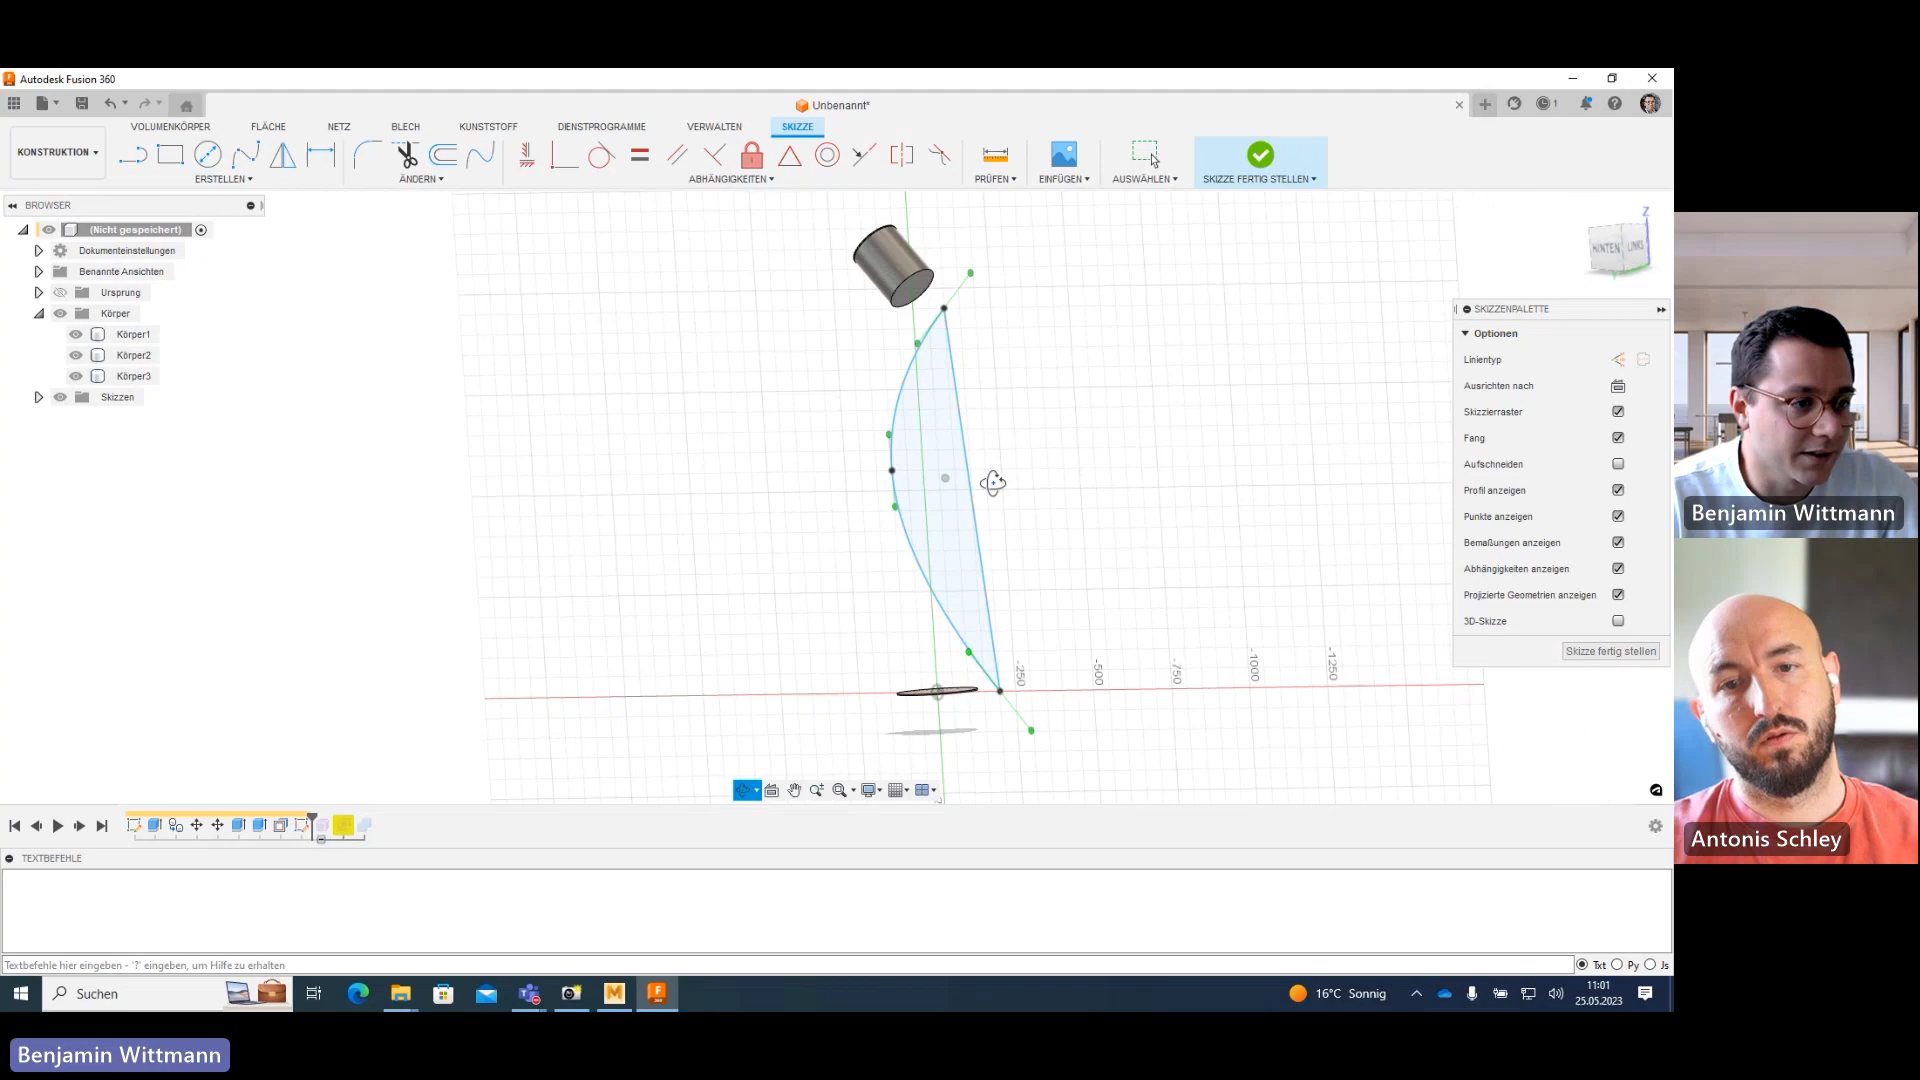 Autodesk Fusion 360
Unbenannt*
1
KONSTRUKTION
VOLUMENKÖRPER
FLÄCHE
NETZ
BLECH
KUNSTSTOFF
DIENSTPROGRAMME
VERWALTEN
SKIZZE
ERSTELLEN
ÄNDERN
ABHÄNGIGKEITEN
PRÜFEN
EINFÜGEN
AUSWÄHLEN
SKIZZE FERTIG STELLEN
BROWSER
(Nicht gespeichert)
Dokumenteinstellungen
Benannte Ansichten
Ursprung
Körper
Körper1
Körper2
Körper3
Skizzen
Z
HINTEN
LINKS
-250
-500
-750
-1000
-1250
SKIZZENPALETTE
Optionen
Linientyp
Ausrichten nach
Skizzierraster
Fang
Aufschneiden
Profil anzeigen
Punkte anzeigen
Bemaßungen anzeigen
Abhängigkeiten anzeigen
Projizierte Geometrien anzeigen
3D-Skizze
Skizze fertig stellen
Benjamin Wittmann
Antonis Schley
TEXTBEFEHLE
Textbefehle hier eingeben - '?' eingeben, um Hilfe zu erhalten
Txt Py Js
Suchen
16°C Sonnig
11:01
25.05.2023
Benjamin Wittmann